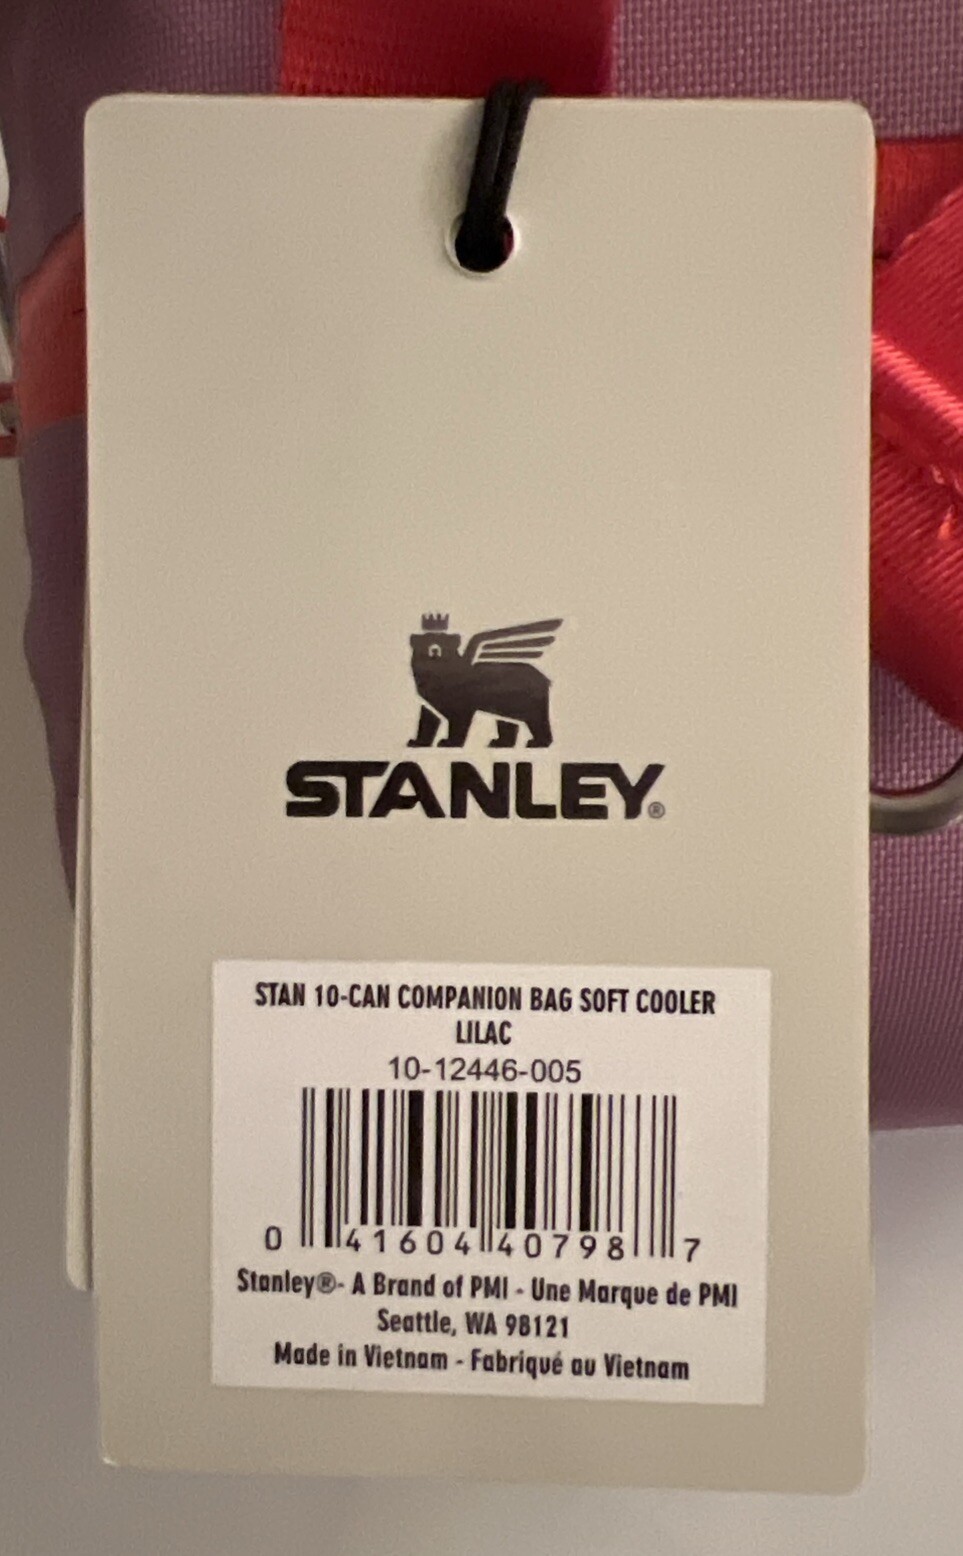 STANLEY®
STAN 10-CAN COMPANION BAG SOFT COOLER
LILAC
10-12446-005
0 41604 40798 7
Stanley®- A Brand of PMI - Une Marque de PMI
Seattle, WA 98121
Made in Vietnam - Fabriqué au Vietnam